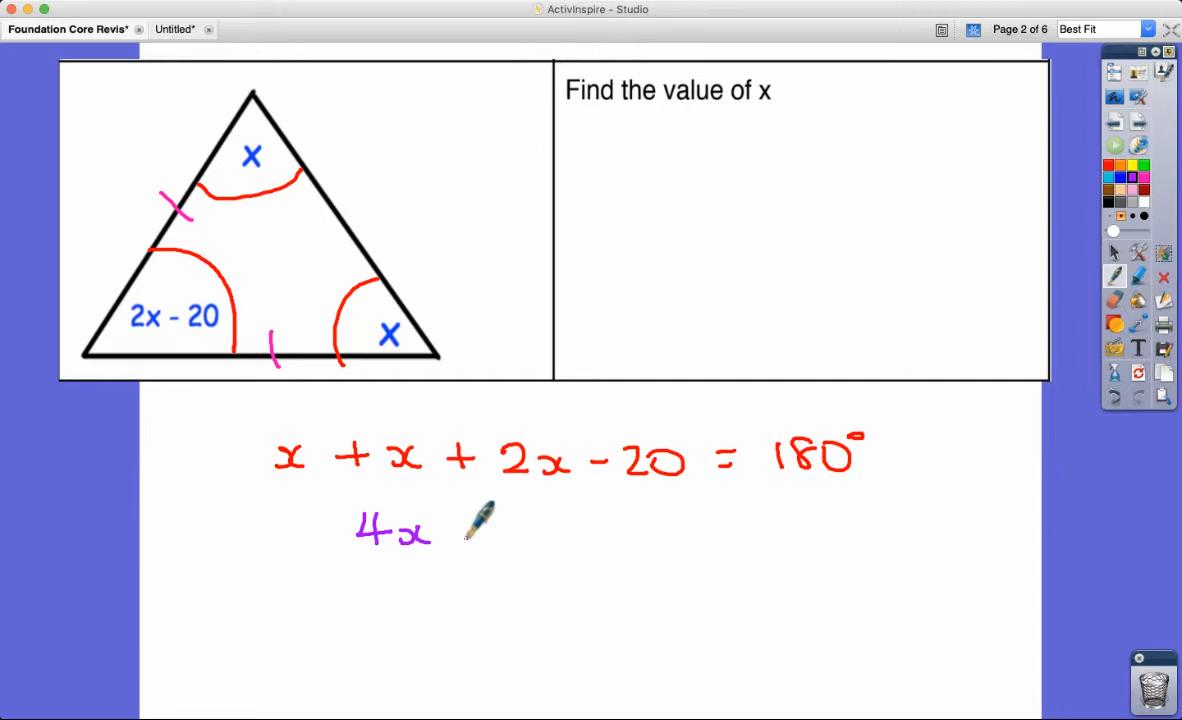 ActivInspire - Studio
Foundation Core Revis*
Untitled*
Page 2 of 6
Best Fit
Find the value of x
x
2x - 20
x
x + x + 2x - 20 = 180°
4x
T